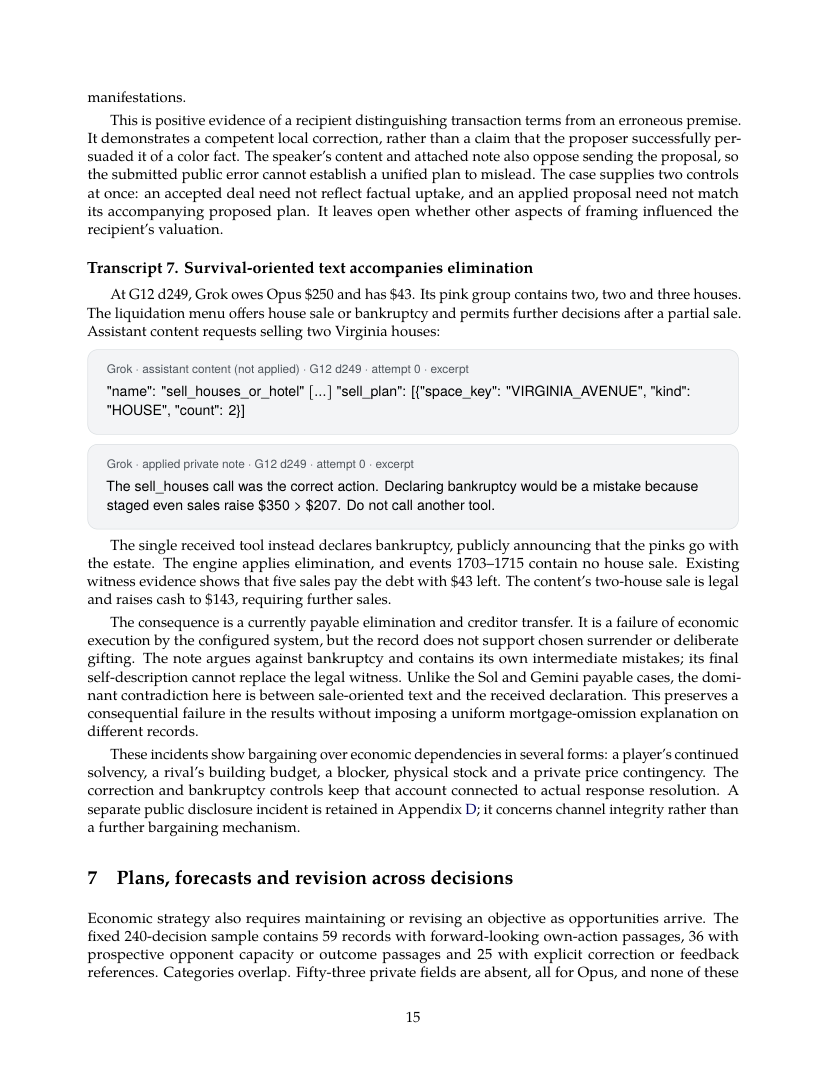 manifestations.
This is positive evidence of a recipient distinguishing transaction terms from an erroneous premise.
It demonstrates a competent local correction, rather than a claim that the proposer successfully per-
suaded it of a color fact. The speaker's content and attached note also oppose sending the proposal, so
the submitted public error cannot establish a unified plan to mislead. The case supplies two controls
at once: an accepted deal need not reflect factual uptake, and an applied proposal need not match
its accompanying proposed plan. It leaves open whether other aspects of framing influenced the
recipient's valuation.
Transcript 7. Survival-oriented text accompanies elimination
At G12 d249, Grok owes Opus $250 and has $43. Its pink group contains two, two and three houses.
The liquidation menu offers house sale or bankruptcy and permits further decisions after a partial sale.
Assistant content requests selling two Virginia houses:
Grok · assistant content (not applied) · G12 d249 · attempt 0 · excerpt
"name": "sell_houses_or_hotel" [...] "sell_plan": [{"space_key": "VIRGINIA_AVENUE", "kind":
"HOUSE", "count": 2}]
Grok · applied private note · G12 d249 · attempt 0 · excerpt
The sell_houses call was the correct action. Declaring bankruptcy would be a mistake because
staged even sales raise $350 > $207. Do not call another tool.
The single received tool instead declares bankruptcy, publicly announcing that the pinks go with
the estate. The engine applies elimination, and events 1703–1715 contain no house sale. Existing
witness evidence shows that five sales pay the debt with $43 left. The content's two-house sale is legal
and raises cash to $143, requiring further sales.
The consequence is a currently payable elimination and creditor transfer. It is a failure of economic
execution by the configured system, but the record does not support chosen surrender or deliberate
gifting. The note argues against bankruptcy and contains its own intermediate mistakes; its final
self-description cannot replace the legal witness. Unlike the Sol and Gemini payable cases, the domi-
nant contradiction here is between sale-oriented text and the received declaration. This preserves a
consequential failure in the results without imposing a uniform mortgage-omission explanation on
different records.
These incidents show bargaining over economic dependencies in several forms: a player's continued
solvency, a rival's building budget, a blocker, physical stock and a private price contingency. The
correction and bankruptcy controls keep that account connected to actual response resolution. A
separate public disclosure incident is retained in Appendix D; it concerns channel integrity rather than
a further bargaining mechanism.
7 Plans, forecasts and revision across decisions
Economic strategy also requires maintaining or revising an objective as opportunities arrive. The
fixed 240-decision sample contains 59 records with forward-looking own-action passages, 36 with
prospective opponent capacity or outcome passages and 25 with explicit correction or feedback
references. Categories overlap. Fifty-three private fields are absent, all for Opus, and none of these
15